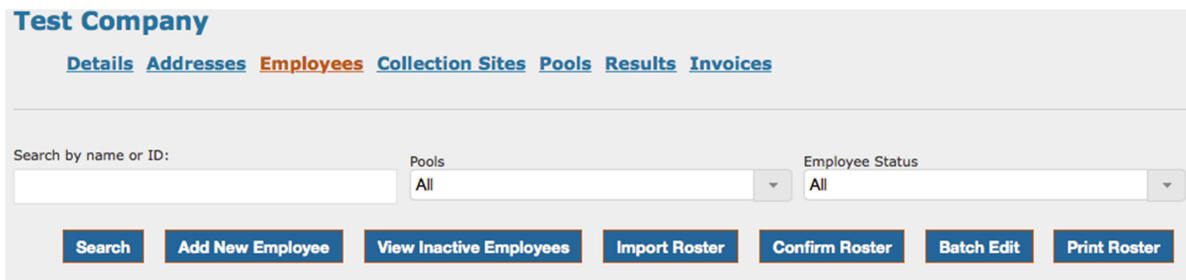 Test Company
Details Addresses Employees Collection Sites Pools Results Invoices
Search by name or ID:
Pools
Employee Status
All
All
Search Add New Employee View Inactive Employees Import Roster Confirm Roster Batch Edit Print Roster